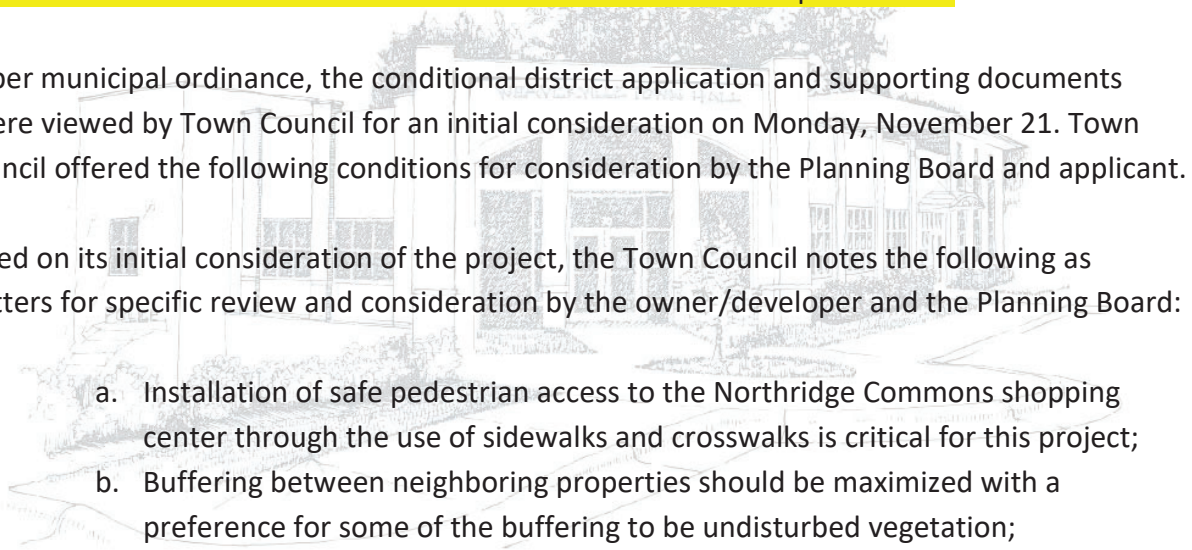 per municipal ordinance, the conditional district application and supporting documents
ere viewed by Town Council for an initial consideration on Monday, November 21. Town
uncil offered the following conditions for consideration by the Planning Board and applicant.
ed on its initial consideration of the project, the Town Council notes the following as
tters for specific review and consideration by the owner/developer and the Planning Board:
a. Installation of safe pedestrian access to the Northridge Commons shopping
center through the use of sidewalks and crosswalks is critical for this project;
b. Buffering between neighboring properties should be maximized with a
preference for some of the buffering to be undisturbed vegetation;